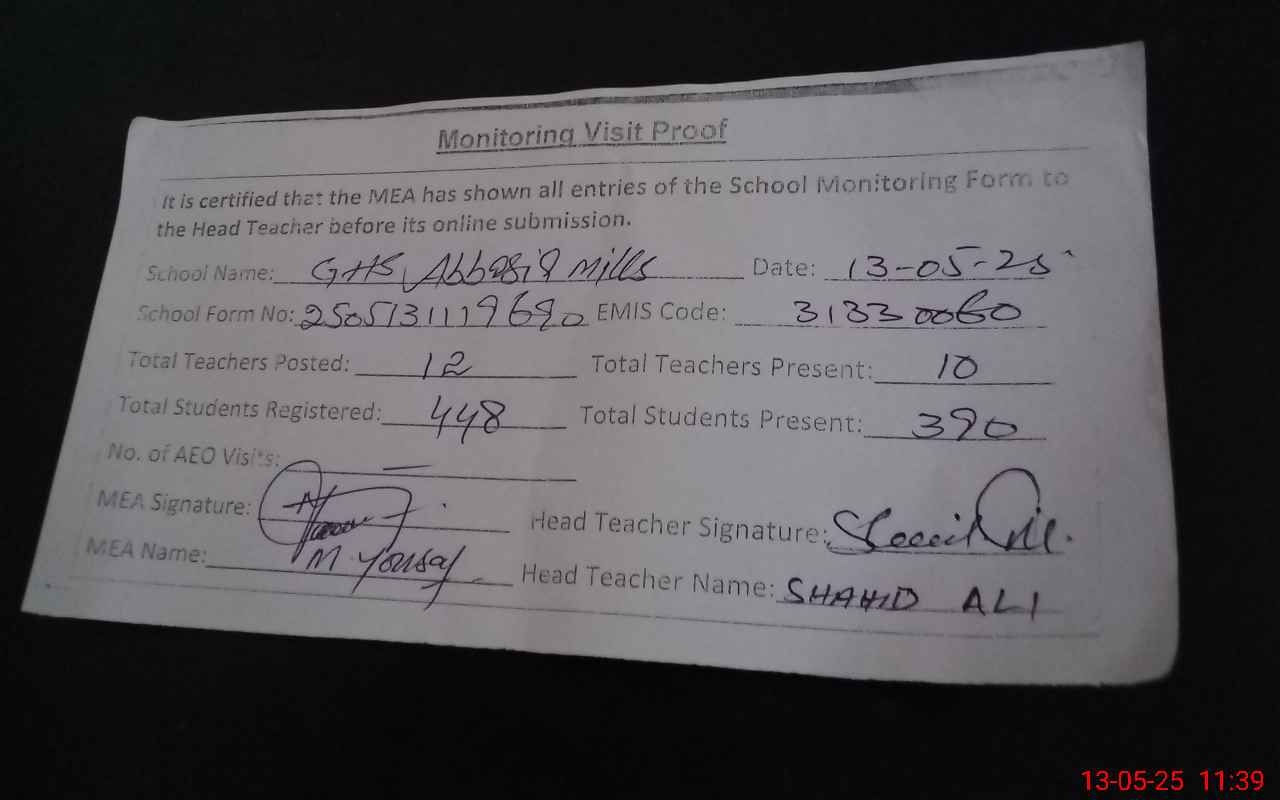 Monitoring Visit Proof
It is certified that the MEA has shown all entries of the School Monitoring Form to
the Head Teacher before its online submission.
School Name: GHS, Abbasia Mills Date: 13-05-25
School Form No: 2505131119690 EMIS Code: 31330060
Total Teachers Posted: 12 Total Teachers Present: 10
Total Students Registered: 448 Total Students Present: 390
No. of AEO Visits: —
MEA Signature: Head Teacher Signature:
MEA Name: M. Yousaf Head Teacher Name: SHAHID ALI
13-05-25 11:39